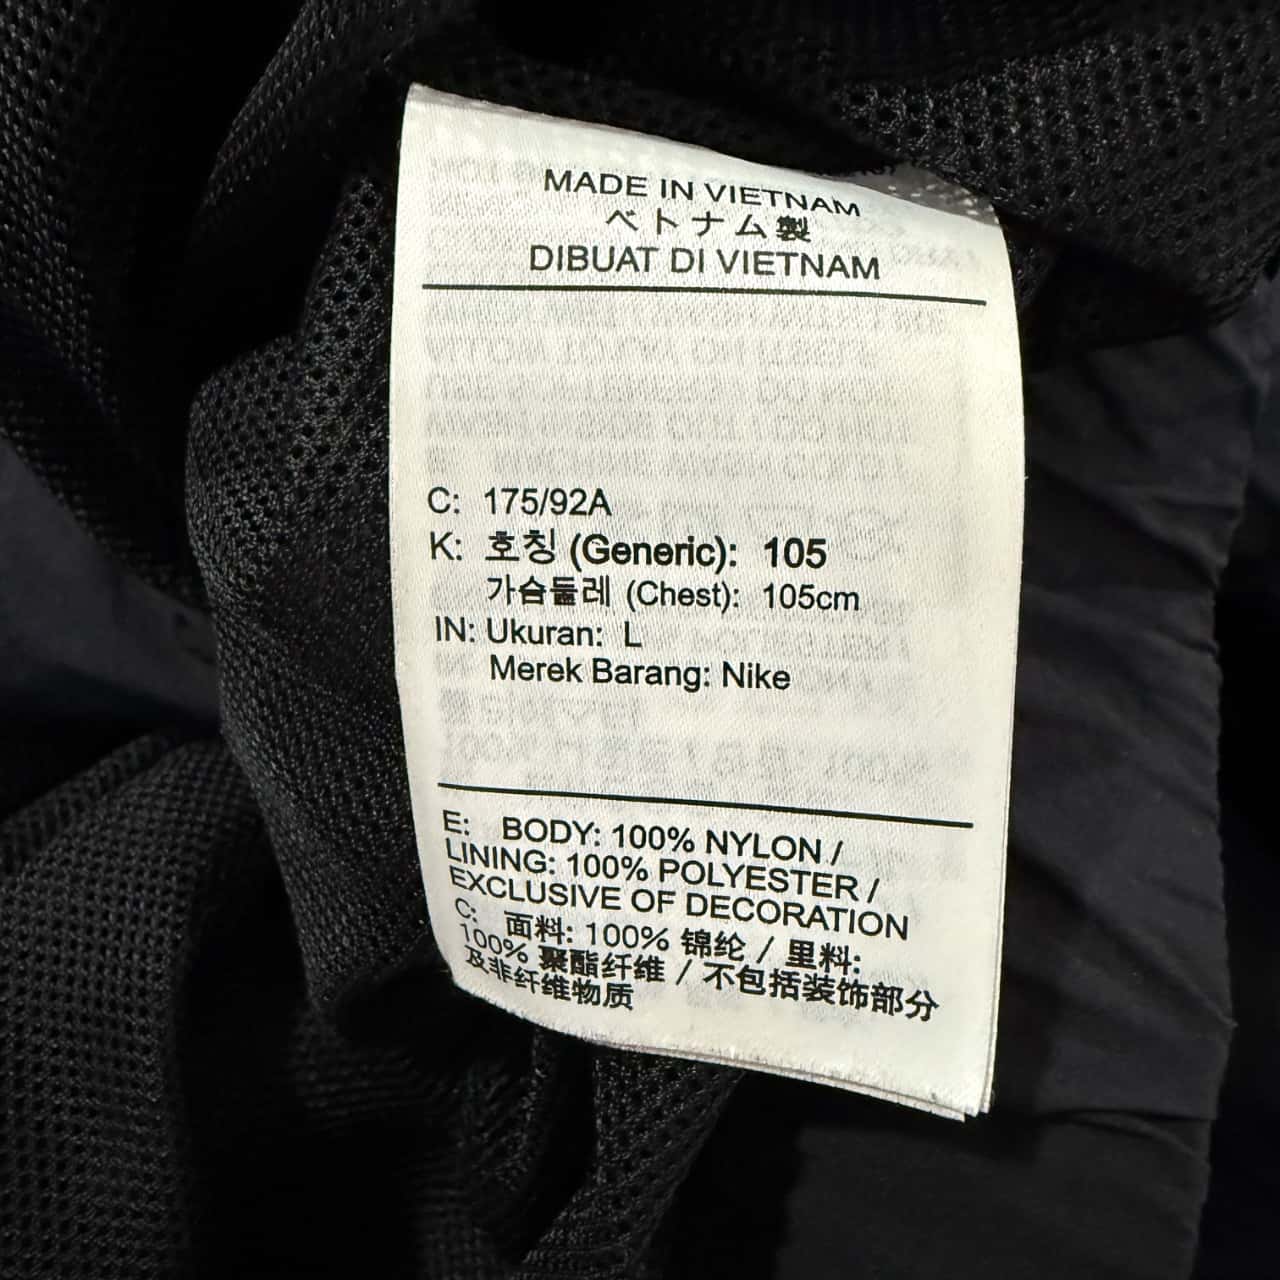 MADE IN VIETNAM
ベトナム製
DIBUAT DI VIETNAM
C: 175/92A
K: 호칭 (Generic): 105
가슴둘레 (Chest): 105cm
IN: Ukuran: L
Merek Barang: Nike
E: BODY: 100% NYLON /
LINING: 100% POLYESTER /
EXCLUSIVE OF DECORATION
C: 面料: 100% 锦纶 / 里料:
100% 聚酯纤维 / 不包括装饰部分
及非纤维物质